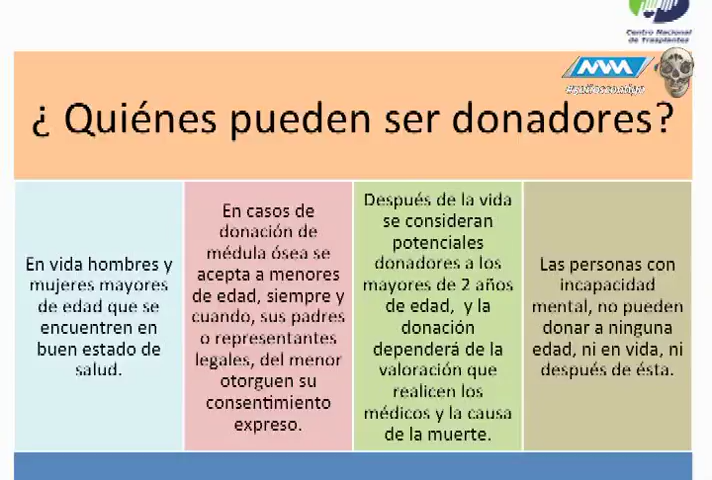 Centro Nacional
de Trasplantes
¿ Quiénes pueden ser donadores?
En vida hombres y
mujeres mayores
de edad que se
encuentren en
buen estado de
salud.
En casos de
donación de
médula ósea se
acepta a menores
de edad, siempre y
cuando, sus padres
o representantes
legales, del menor
otorguen su
consentimiento
expreso.
Después de la vida
se consideran
potenciales
donadores a los
mayores de 2 años
de edad, y la
donación
dependerá de la
valoración que
realicen los
médicos y la causa
de la muerte.
Las personas con
incapacidad
mental, no pueden
donar a ninguna
edad, ni en vida, ni
después de ésta.